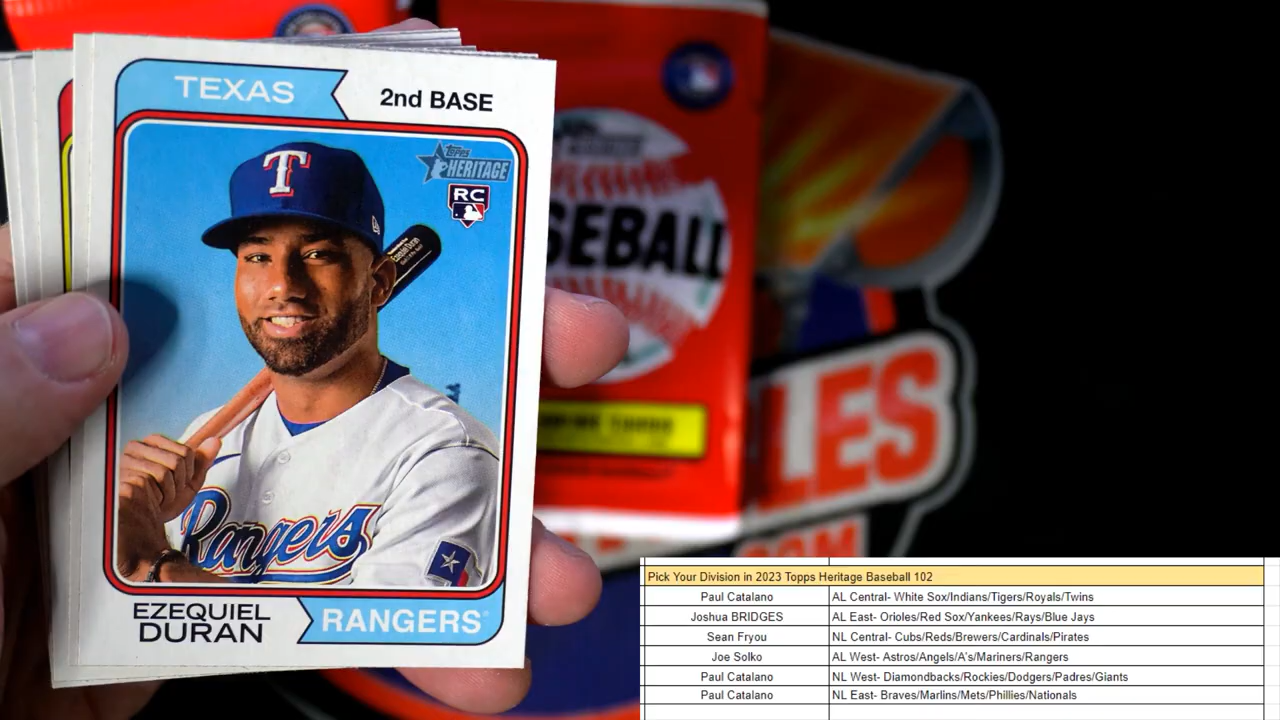 TEXAS
2nd BASE
Topps
HERITAGE
RC
T
Ezequiel Duran
Rangers
EZEQUIEL
DURAN
RANGERS
SEBALL
LES
COM
Pick Your Division in 2023 Topps Heritage Baseball 102
Paul Catalano AL Central- White Sox/Indians/Tigers/Royals/Twins
Joshua BRIDGES AL East- Orioles/Red Sox/Yankees/Rays/Blue Jays
Sean Fryou NL Central- Cubs/Reds/Brewers/Cardinals/Pirates
Joe Solko AL West- Astros/Angels/A's/Mariners/Rangers
Paul Catalano NL West- Diamondbacks/Rockies/Dodgers/Padres/Giants
Paul Catalano NL East- Braves/Marlins/Mets/Phillies/Nationals